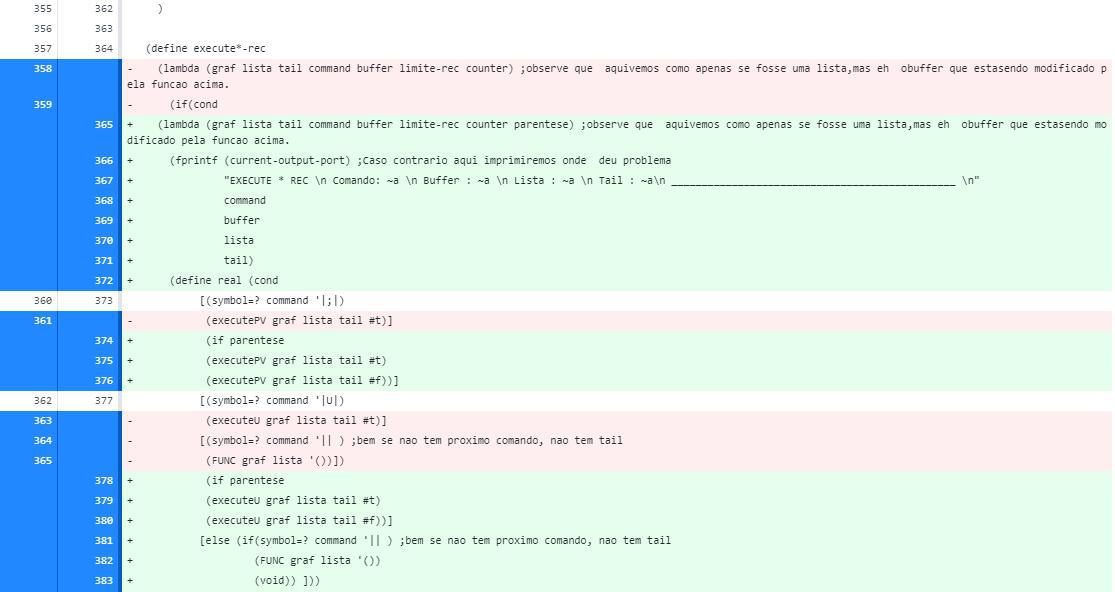 355 362 )
356 363
357 364 (define execute*-rec
358 - (lambda (graf lista tail command buffer limite-rec counter) ;observe que  aquivemos como apenas se fosse uma lista,mas eh  obuffer que estasendo modificado p
ela funcao acima.
359 - (if(cond
365 + (lambda (graf lista tail command buffer limite-rec counter parentese) ;observe que  aquivemos como apenas se fosse uma lista,mas eh  obuffer que estasendo mo
dificado pela funcao acima.
366 + (fprintf (current-output-port) ;Caso contrario aqui imprimiremos onde  deu problema
367 + "EXECUTE * REC \n Comando: ~a \n Buffer : ~a \n Lista : ~a \n Tail : ~a\n _______________________________________________ \n"
368 + command
369 + buffer
370 + lista
371 + tail)
372 + (define real (cond
360 373 [(symbol=? command '|;|)
361 - (executePV graf lista tail #t)]
374 + (if parentese
375 + (executePV graf lista tail #t)
376 + (executePV graf lista tail #f))]
362 377 [(symbol=? command '|U|)
363 - (executeU graf lista tail #t)]
364 - [(symbol=? command '|| ) ;bem se nao tem proximo comando, nao tem tail
365 - (FUNC graf lista '())])
378 + (if parentese
379 + (executeU graf lista tail #t)
380 + (executeU graf lista tail #f))]
381 + [else (if(symbol=? command '|| ) ;bem se nao tem proximo comando, nao tem tail
382 + (FUNC graf lista '())
383 + (void)) ]))